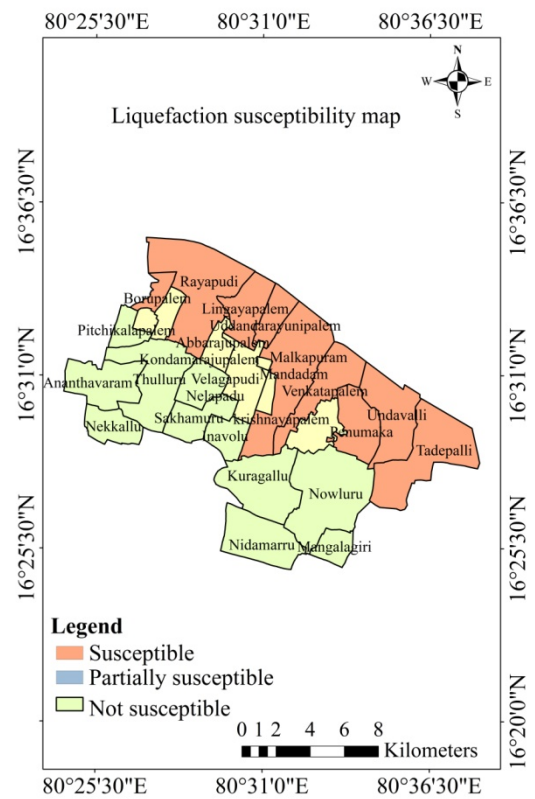 80°25'30"E 80°31'0"E 80°36'30"E
N
W E
S
Liquefaction susceptibility map
16°36'30"N 16°36'30"N
Rayapudi
Borupalem
Lingayapalem
Pitchikalapalem
Abbarajupalem
Kondamarajupalem
Malkapuram
16°31'0"N 16°31'0"N
Ananthavaram Thulluru Velagapudi Mandadam
Nelapadu Venkatapalem
Sakhamuru krishnayapalem Undavalli
Nekkallu Inavolu Penumaka
Tadepalli
Kuragallu
Nowluru
Nidamarru Mangalagiri
16°25'30"N 16°25'30"N
Legend
Susceptible
Partially susceptible
Not susceptible
0 1 2 4 6 8
Kilometers
16°20'0"N 16°20'0"N
80°25'30"E 80°31'0"E 80°36'30"E